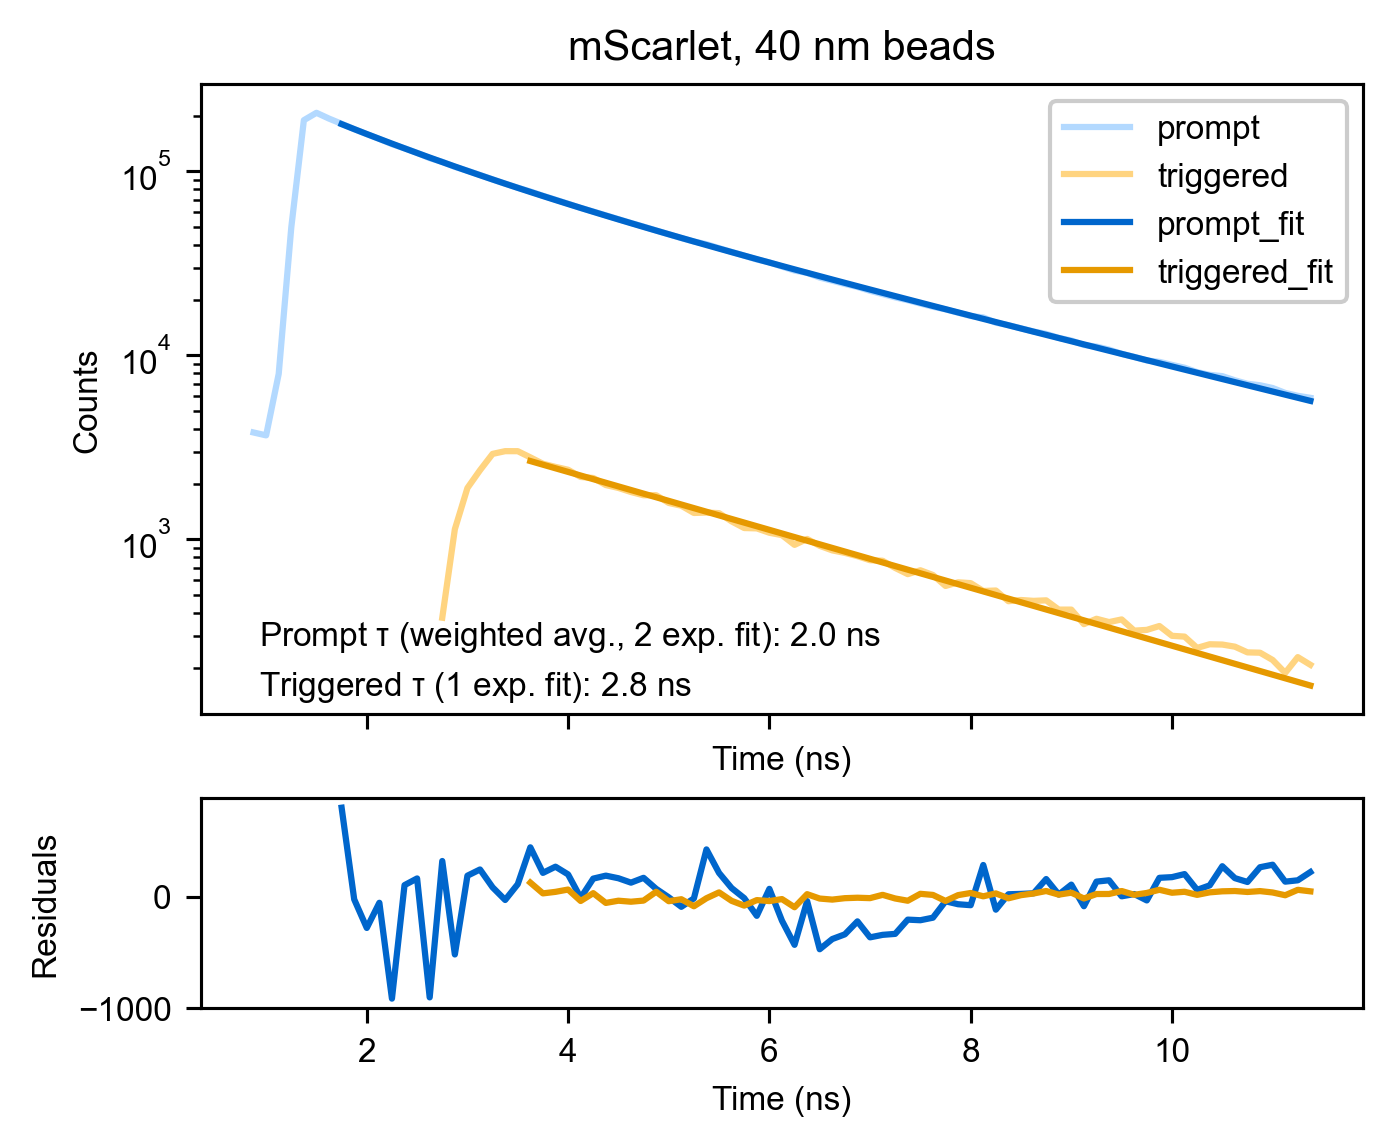 mScarlet, 40 nm beads
prompt
triggered
prompt_fit
triggered_fit
10^5
10^4
10^3
Counts
Prompt τ (weighted avg., 2 exp. fit): 2.0 ns
Triggered τ (1 exp. fit): 2.8 ns
Time (ns)
Residuals
0
−1000
2 4 6 8 10
Time (ns)